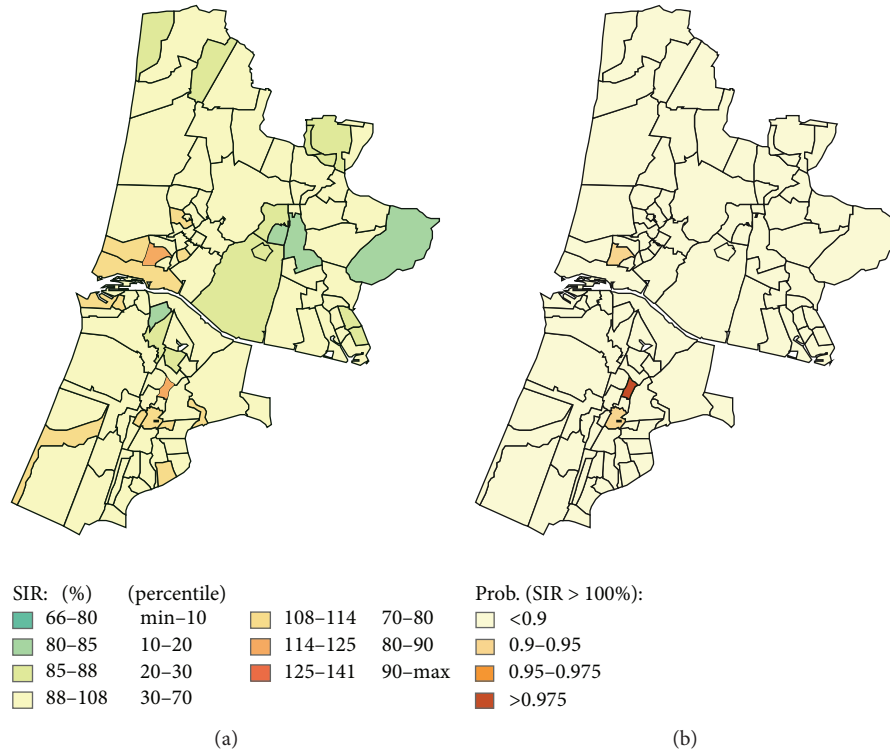 SIR: (%) (percentile)
66–80 min–10
80–85 10–20
85–88 20–30
88–108 30–70
108–114 70–80
114–125 80–90
125–141 90–max
(a)
Prob. (SIR > 100%):
<0.9
0.9–0.95
0.95–0.975
>0.975
(b)